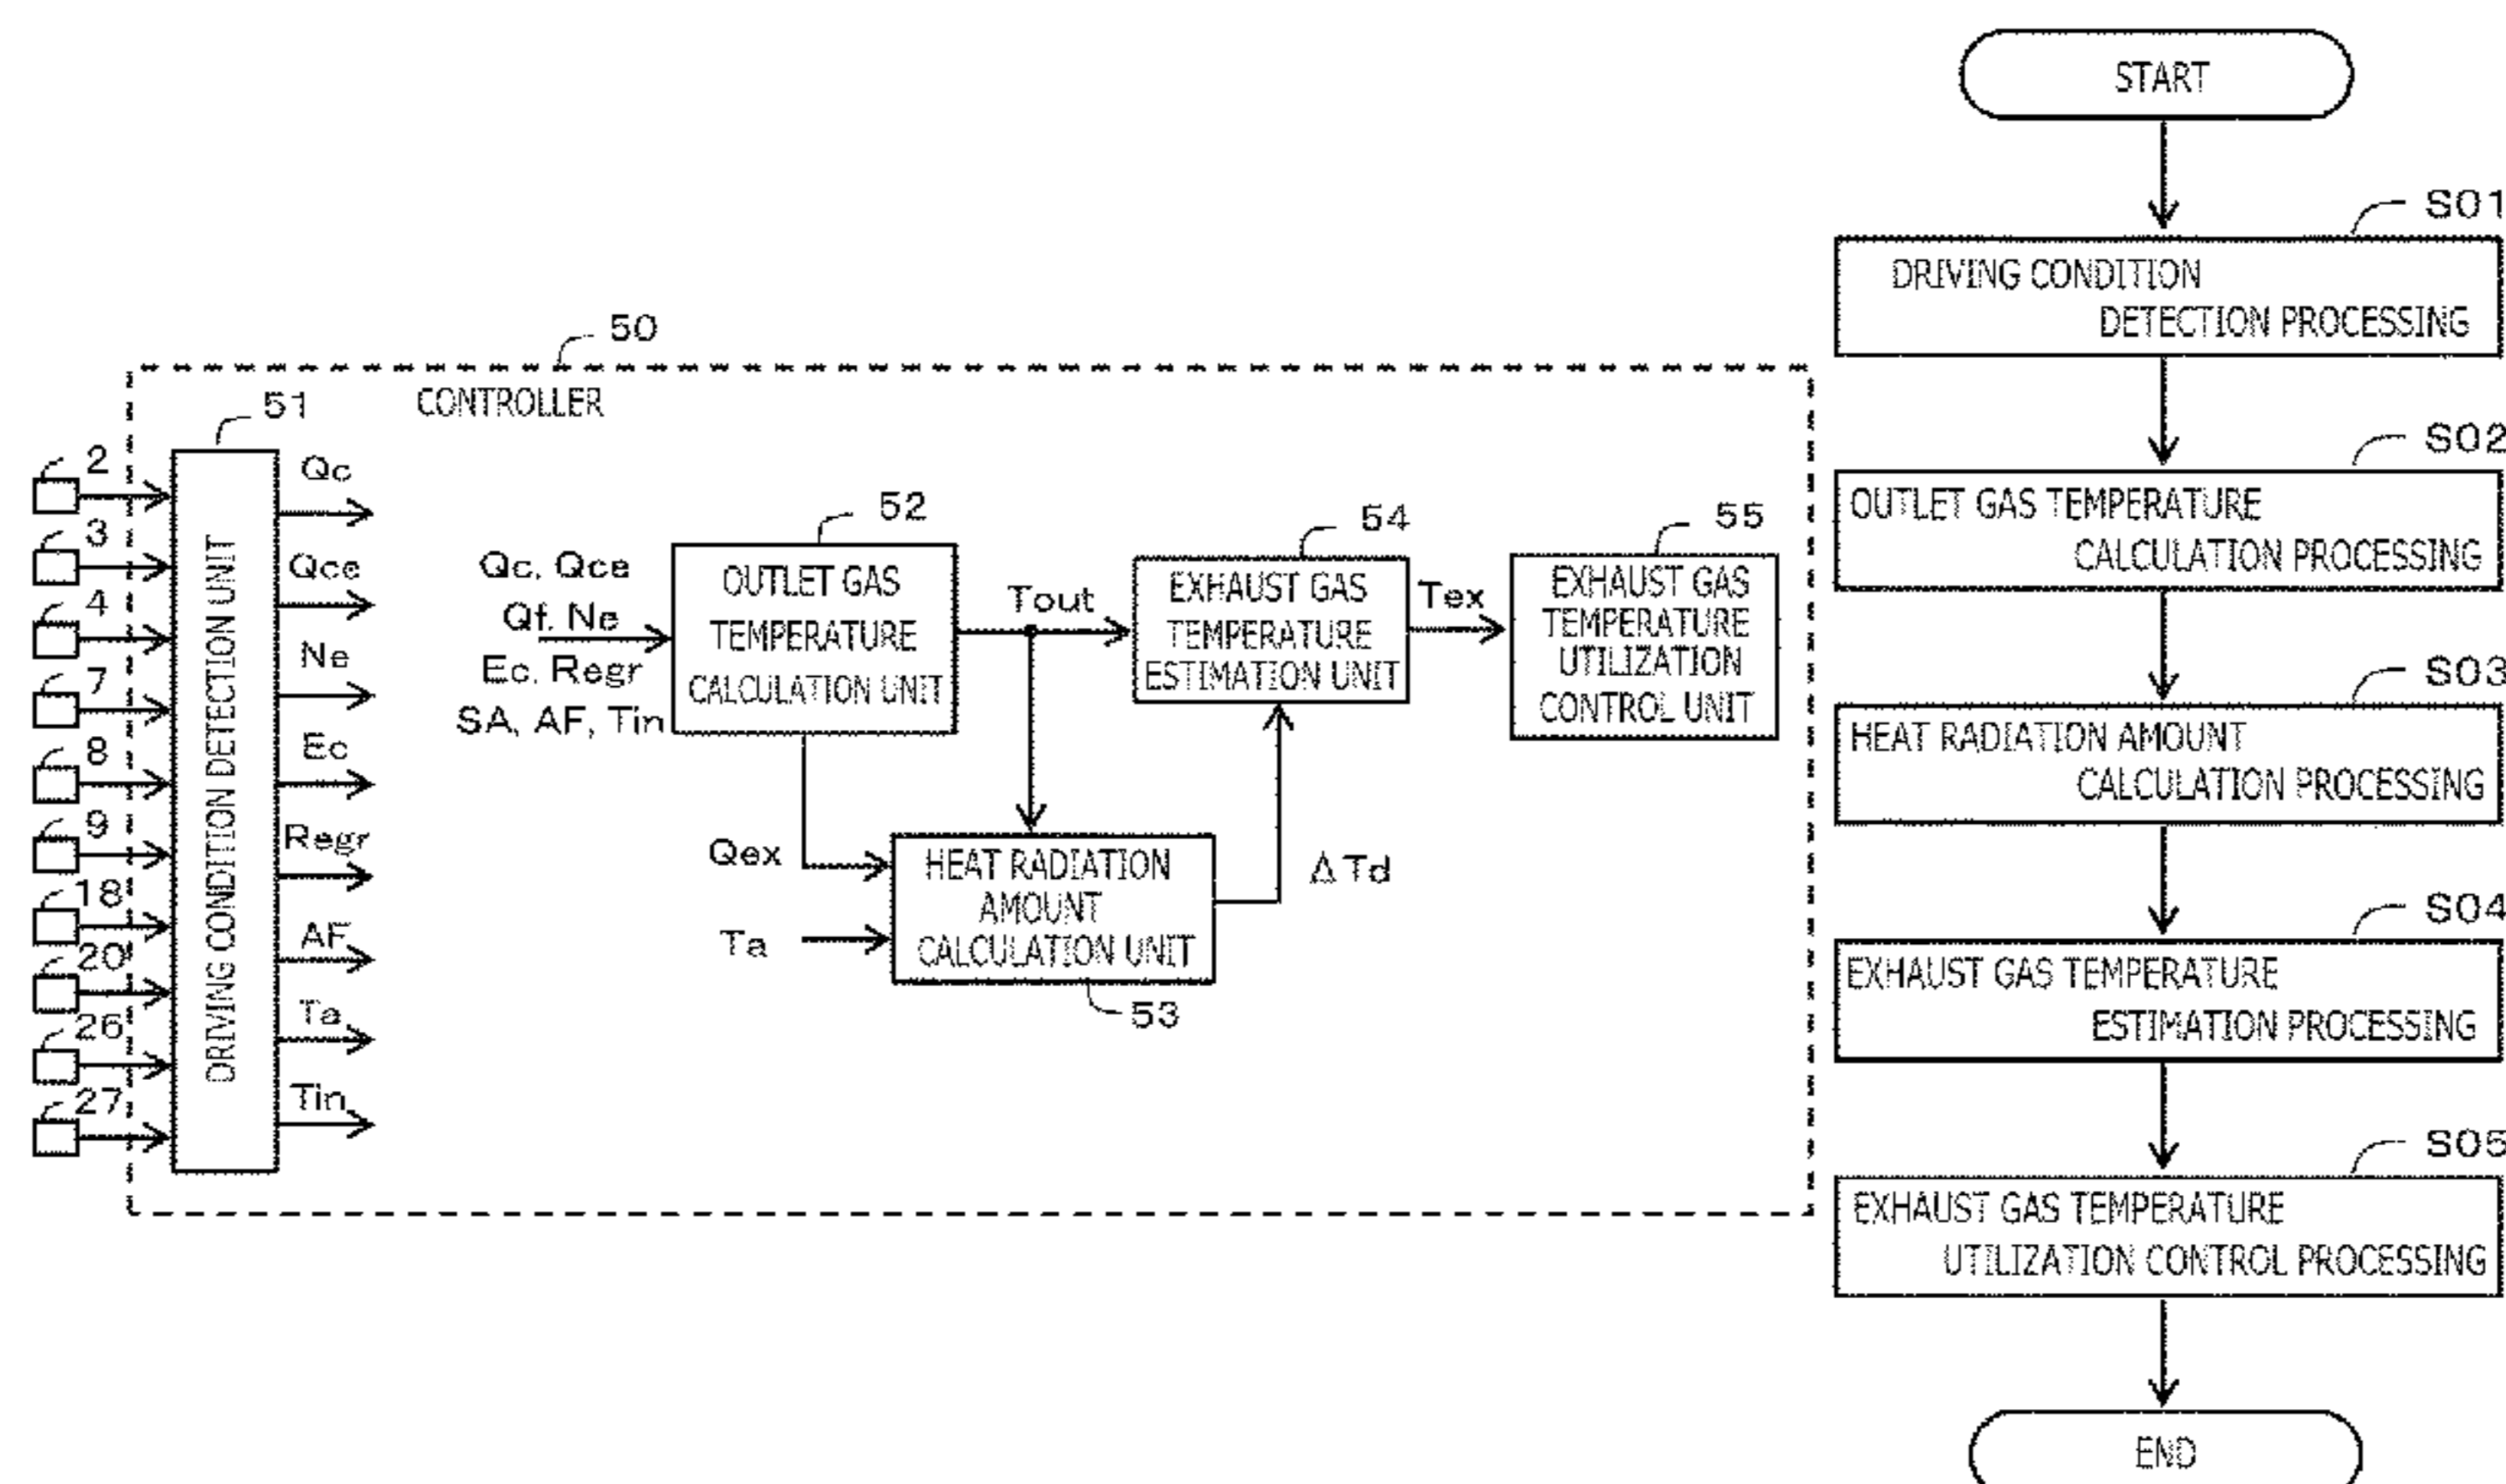 50
CONTROLLER
51
2
3
4
7
8
9
18
20
26
27
DRIVING CONDITION DETECTION UNIT
Qc
Qce
Ne
Ec
Regr
AF
Ta
Tin
Qc, Qce
Qf, Ne
Ec, Regr
SA, AF, Tin
52
OUTLET GAS
TEMPERATURE
CALCULATION UNIT
Tout
54
EXHAUST GAS
TEMPERATURE
ESTIMATION UNIT
Tex
55
EXHAUST GAS
TEMPERATURE
UTILIZATION
CONTROL UNIT
Qex
Ta
HEAT RADIATION
AMOUNT
CALCULATION UNIT
53
ΔTd
START
S01
DRIVING CONDITION
DETECTION PROCESSING
S02
OUTLET GAS TEMPERATURE
CALCULATION PROCESSING
S03
HEAT RADIATION AMOUNT
CALCULATION PROCESSING
S04
EXHAUST GAS TEMPERATURE
ESTIMATION PROCESSING
S05
EXHAUST GAS TEMPERATURE
UTILIZATION CONTROL PROCESSING
END